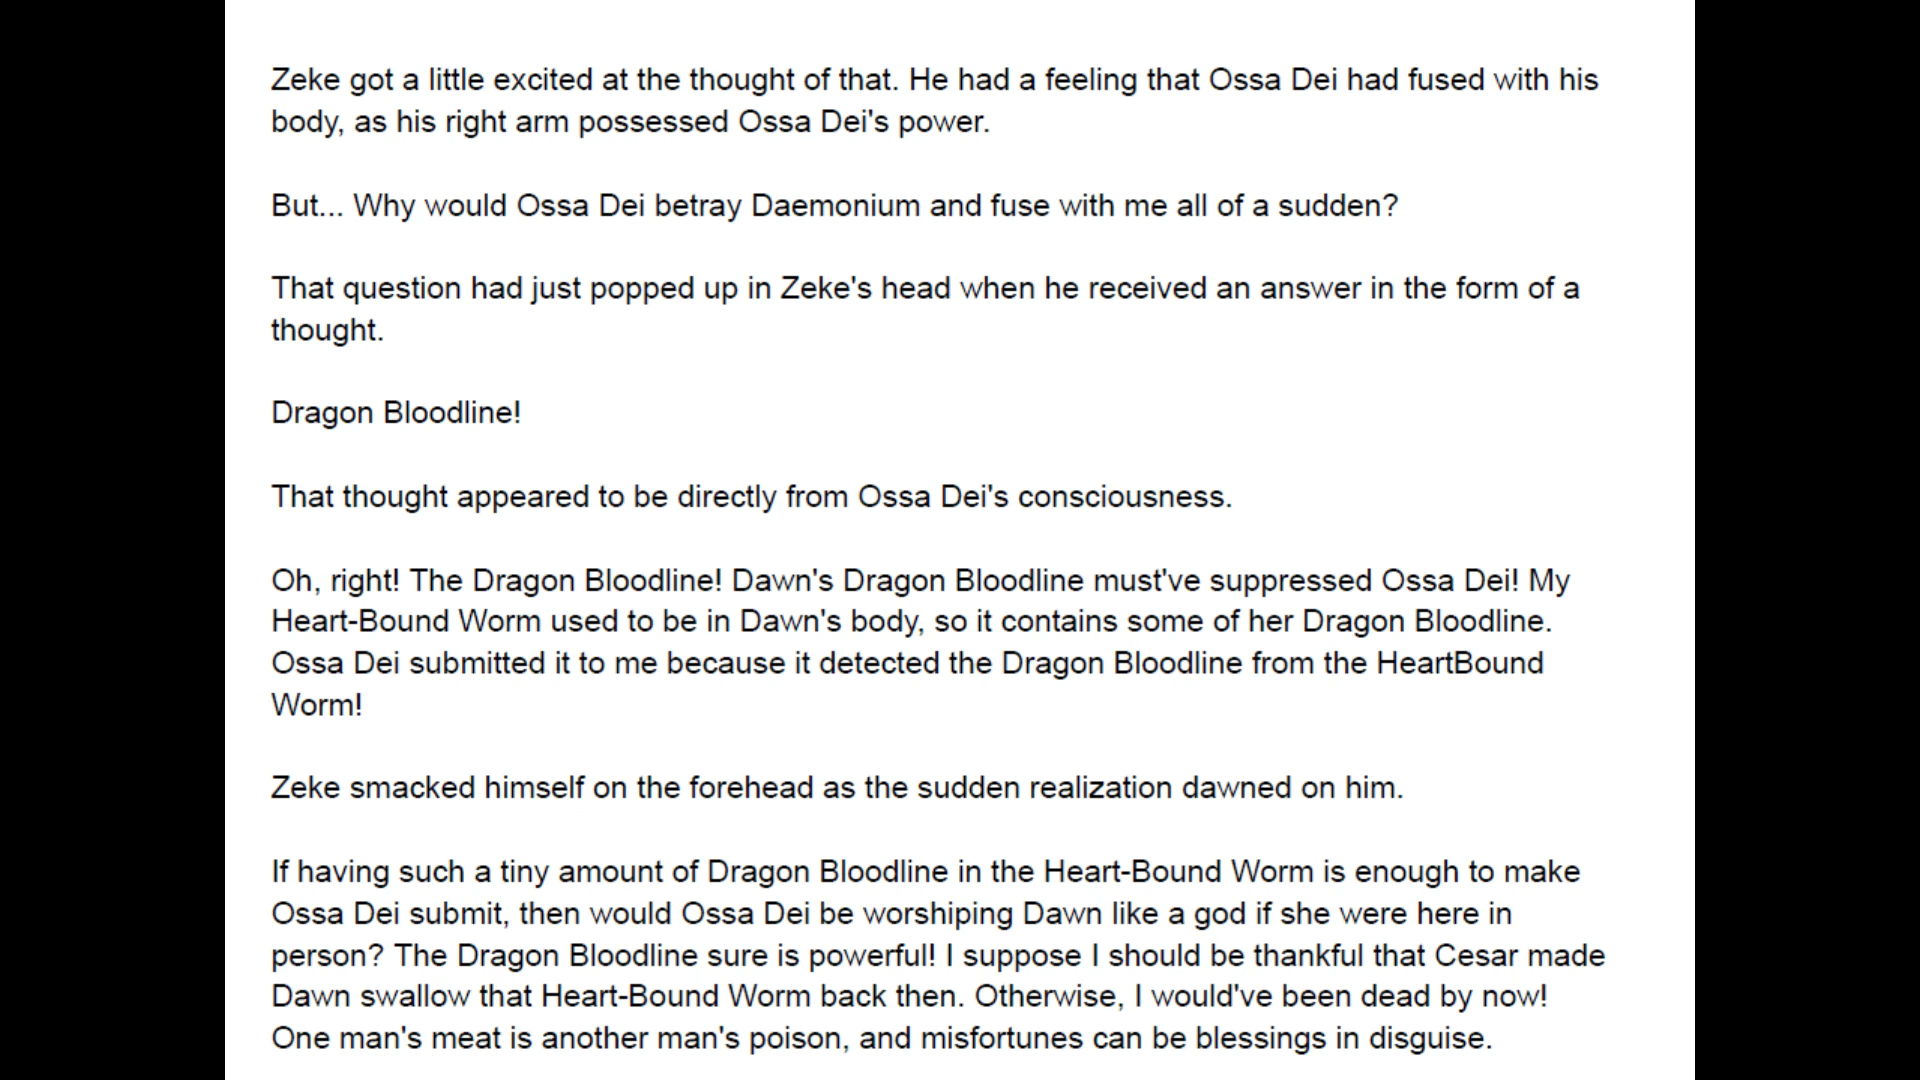 Zeke got a little excited at the thought of that. He had a feeling that Ossa Dei had fused with his
body, as his right arm possessed Ossa Dei's power.
But... Why would Ossa Dei betray Daemonium and fuse with me all of a sudden?
That question had just popped up in Zeke's head when he received an answer in the form of a
thought.
Dragon Bloodline!
That thought appeared to be directly from Ossa Dei's consciousness.
Oh, right! The Dragon Bloodline! Dawn's Dragon Bloodline must've suppressed Ossa Dei! My
Heart-Bound Worm used to be in Dawn's body, so it contains some of her Dragon Bloodline.
Ossa Dei submitted it to me because it detected the Dragon Bloodline from the HeartBound
Worm!
Zeke smacked himself on the forehead as the sudden realization dawned on him.
If having such a tiny amount of Dragon Bloodline in the Heart-Bound Worm is enough to make
Ossa Dei submit, then would Ossa Dei be worshiping Dawn like a god if she were here in
person? The Dragon Bloodline sure is powerful! I suppose I should be thankful that Cesar made
Dawn swallow that Heart-Bound Worm back then. Otherwise, I would've been dead by now!
One man's meat is another man's poison, and misfortunes can be blessings in disguise.